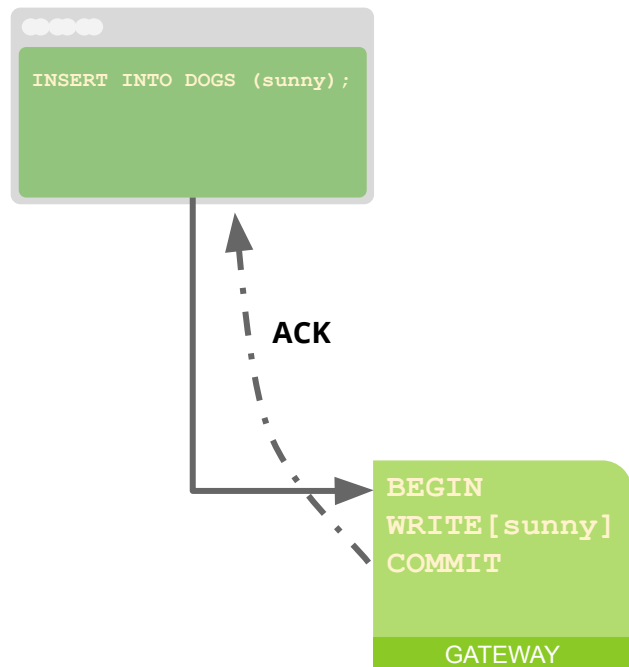 INSERT INTO DOGS (sunny);
ACK
BEGIN
WRITE[sunny]
COMMIT
GATEWAY